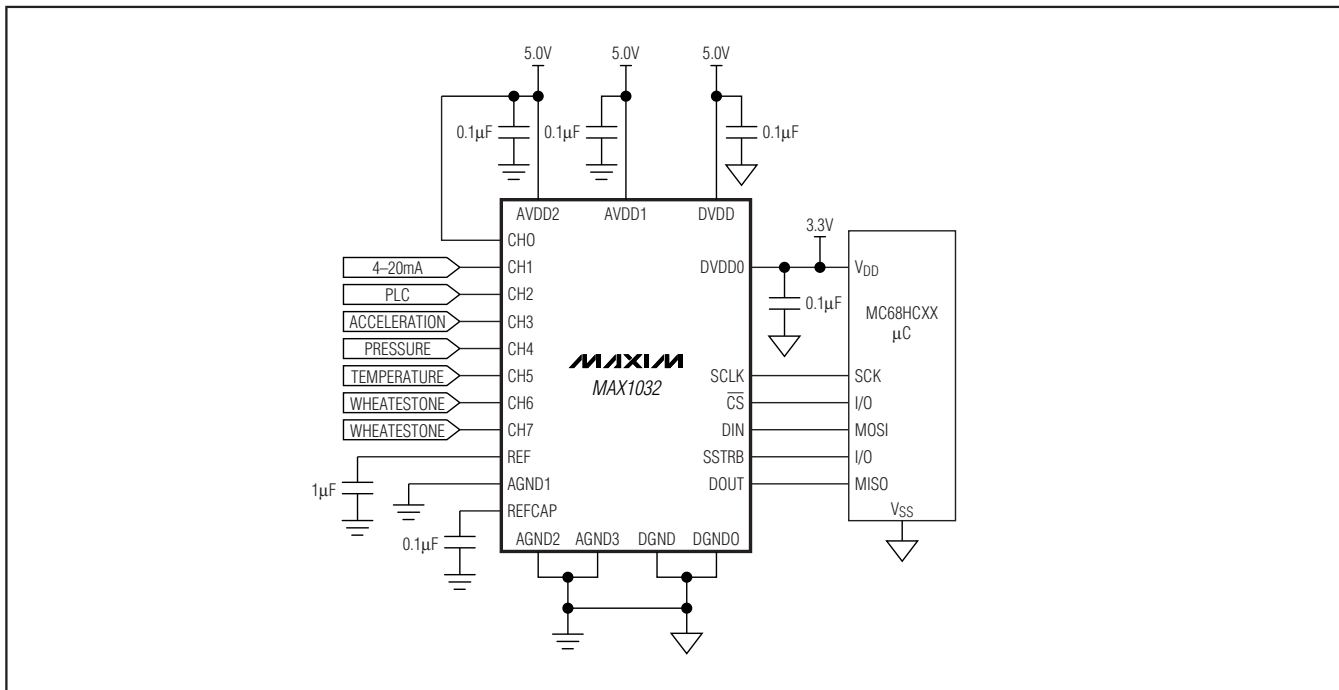 5.0V 5.0V 5.0V
0.1μF 0.1μF 0.1μF
AVDD2 AVDD1 DVDD
3.3V
CH0
4–20mA CH1 DVDD0 VDD
PLC CH2
0.1μF
ACCELERATION CH3
MC68HCXX
μC
PRESSURE CH4
MAXIM
TEMPERATURE CH5 SCLK SCK
MAX1032
WHEATESTONE CH6 CS I/O
WHEATESTONE CH7 DIN MOSI
REF SSTRB I/O
1μF AGND1 DOUT MISO
REFCAP VSS
0.1μF AGND2 AGND3 DGND DGND0